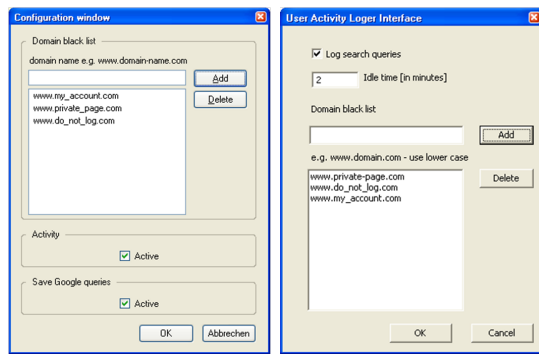 Configuration window
Domain black list
domain name e.g. www.domain-name.com
Add
www.my_account.com
www.private_page.com
www.do_not_log.com
Delete
Activity
Active
Save Google queries
Active
OK
Abbrechen
User Activity Loger Interface
Log search queries
2
Idle time [in minutes]
Domain black list
Add
e.g. www.domain.com - use lower case
www.private-page.com
www.do_not_log.com
www.my_account.com
Delete
OK
Cancel